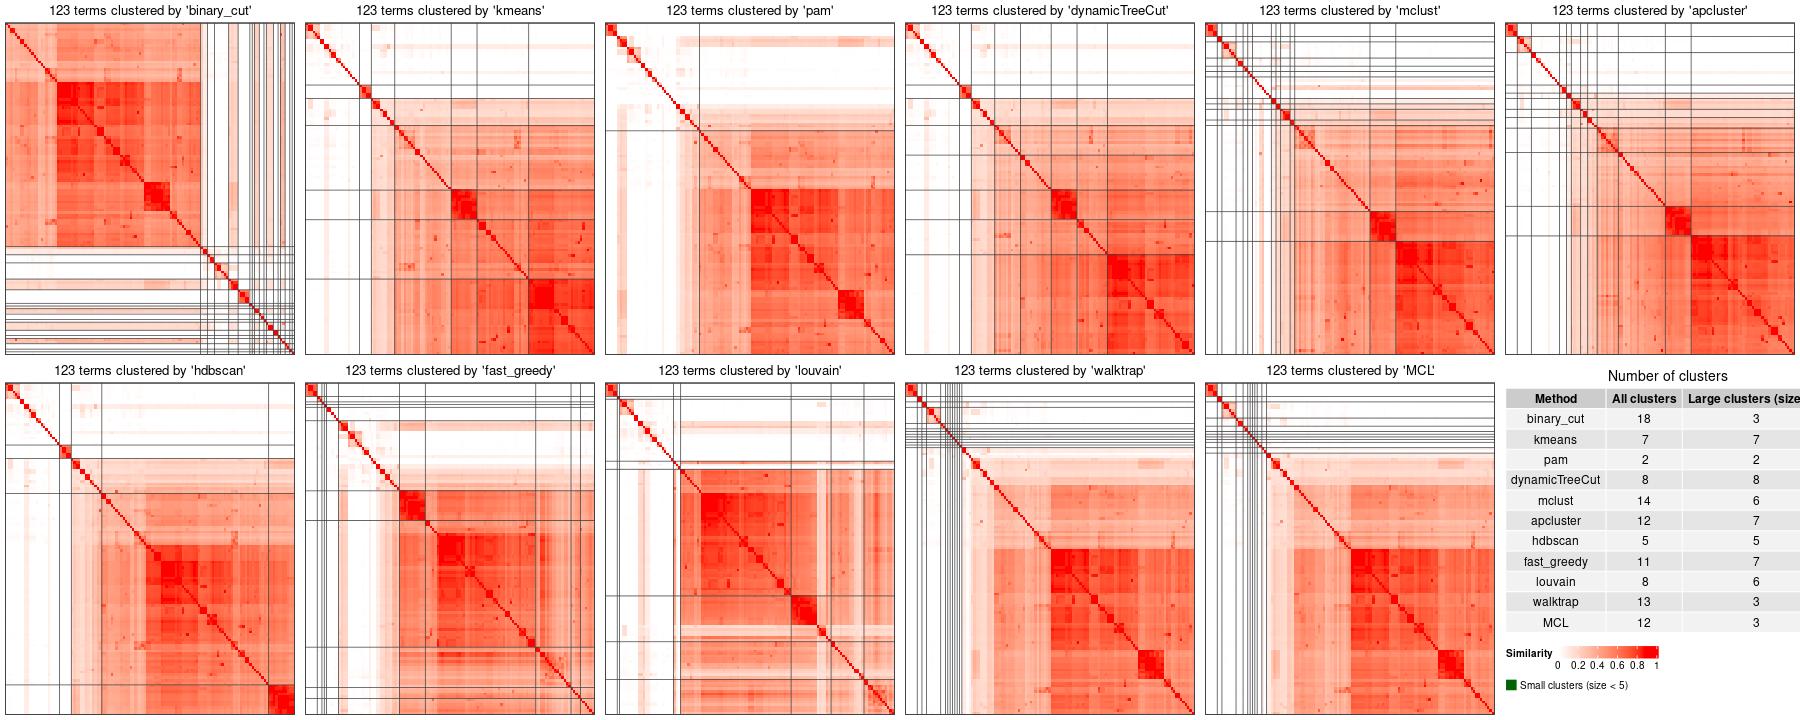 123 terms clustered by 'binary_cut'
123 terms clustered by 'kmeans'
123 terms clustered by 'pam'
123 terms clustered by 'dynamicTreeCut'
123 terms clustered by 'mclust'
123 terms clustered by 'apcluster'
123 terms clustered by 'hdbscan'
123 terms clustered by 'fast_greedy'
123 terms clustered by 'louvain'
123 terms clustered by 'walktrap'
123 terms clustered by 'MCL'
Number of clusters
Method All clusters Large clusters (size
binary_cut 18 3
kmeans 7 7
pam 2 2
dynamicTreeCut 8 8
mclust 14 6
apcluster 12 7
hdbscan 5 5
fast_greedy 11 7
louvain 8 6
walktrap 13 3
MCL 12 3
Similarity
0 0.2 0.4 0.6 0.8 1
Small clusters (size < 5)